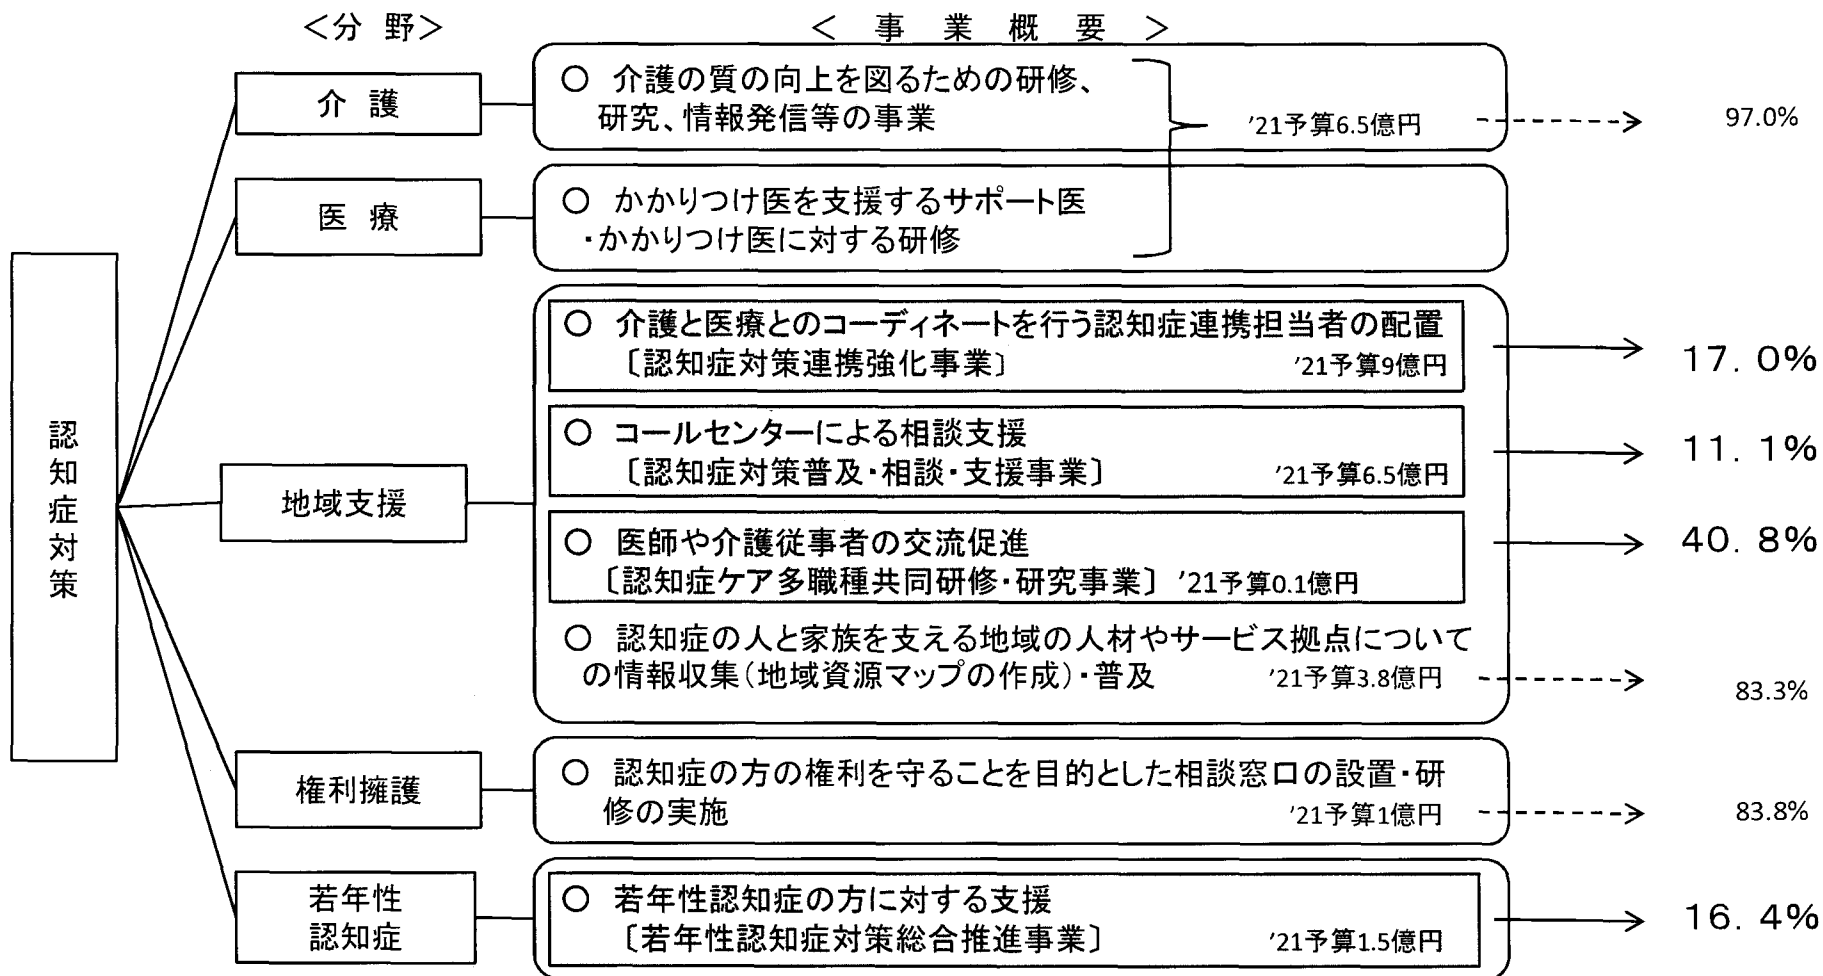 ＜分 野＞
＜ 事 業 概 要 ＞
介 護
○ 介護の質の向上を図るための研修、
研究、情報発信等の事業
'21予算6.5億円
97.0%
医 療
○ かかりつけ医を支援するサポート医
・かかりつけ医に対する研修
認知症対策
地域支援
○ 介護と医療とのコーディネートを行う認知症連携担当者の配置
〔認知症対策連携強化事業〕 '21予算9億円
17．0%
○ コールセンターによる相談支援
〔認知症対策普及・相談・支援事業〕 '21予算6.5億円
11．1%
○ 医師や介護従事者の交流促進
〔認知症ケア多職種共同研修・研究事業〕 '21予算0.1億円
40．8%
○ 認知症の人と家族を支える地域の人材やサービス拠点について
の情報収集（地域資源マップの作成）・普及 '21予算3.8億円
83.3%
権利擁護
○ 認知症の方の権利を守ることを目的とした相談窓口の設置・研
修の実施 '21予算1億円
83.8%
若年性
認知症
○ 若年性認知症の方に対する支援
〔若年性認知症対策総合推進事業〕 '21予算1.5億円
16．4%